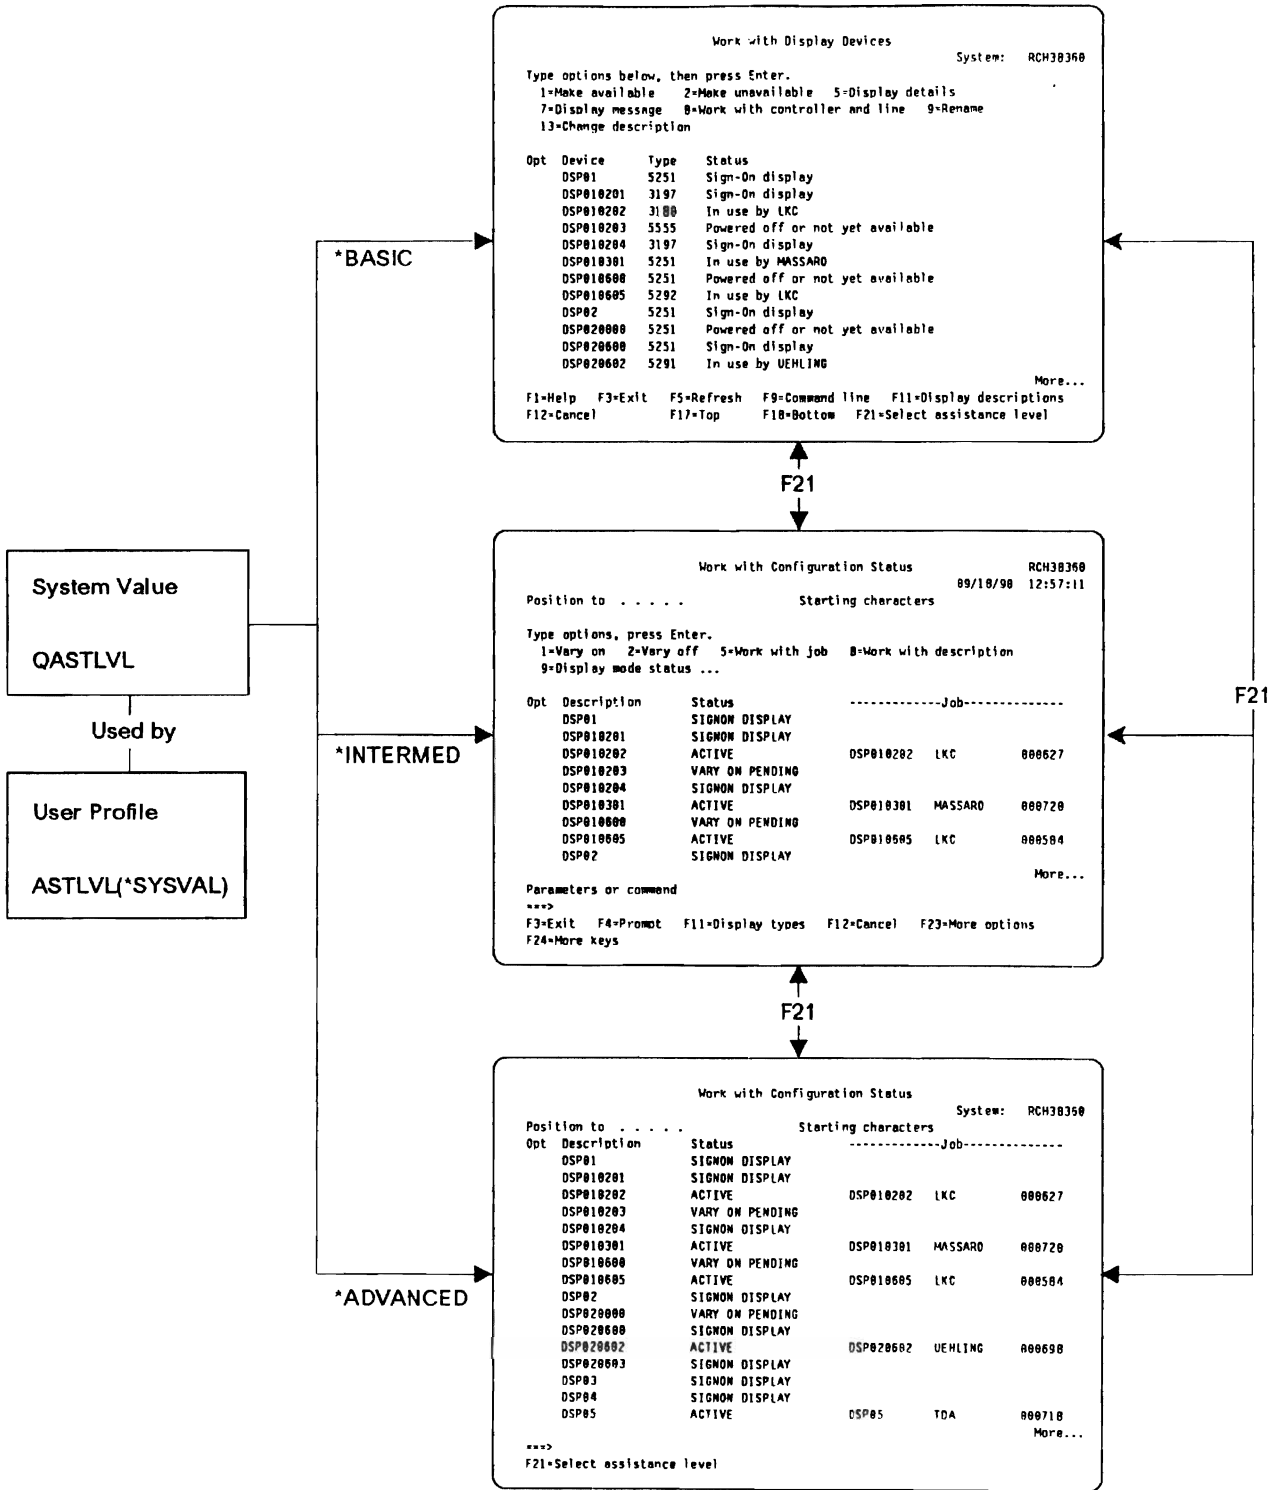 Work with Display Devices
System: RCH38360
Type options below, then press Enter.
1=Make available 2=Make unavailable 5=Display details
7=Display message 8=Work with controller and line 9=Rename
13=Change description
Opt Device Type Status
DSP01 5251 Sign-On display
DSP010201 3197 Sign-On display
DSP010202 3180 In use by LKC
DSP010203 5555 Powered off or not yet available
DSP010204 3197 Sign-On display
DSP010301 5251 In use by MASSARO
DSP010600 5251 Powered off or not yet available
DSP010605 5292 In use by LKC
DSP02 5251 Sign-On display
DSP020000 5251 Powered off or not yet available
DSP020600 5251 Sign-On display
DSP020602 5291 In use by UEHLING
More...
F1=Help F3=Exit F5=Refresh F9=Command line F11=Display descriptions
F12=Cancel F17=Top F18=Bottom F21=Select assistance level
*BASIC
F21
System Value
QASTLVL
Used by
User Profile
ASTLVL(*SYSVAL)
Work with Configuration Status RCH38360
09/18/90 12:57:11
Position to . . . . . Starting characters
Type options, press Enter.
1=Vary on 2=Vary off 5=Work with job 8=Work with description
9=Display mode status ...
Opt Description Status -------------Job--------------
DSP01 SIGNON DISPLAY
DSP010201 SIGNON DISPLAY
DSP010202 ACTIVE DSP010202 LKC 000627
DSP010203 VARY ON PENDING
DSP010204 SIGNON DISPLAY
DSP010301 ACTIVE DSP010301 MASSARO 000720
DSP010600 VARY ON PENDING
DSP010605 ACTIVE DSP010605 LKC 000504
DSP02 SIGNON DISPLAY
More...
Parameters or command
===>
F3=Exit F4=Prompt F11=Display types F12=Cancel F23=More options
F24=More keys
*INTERMED
F21
F21
Work with Configuration Status
System: RCH38360
Position to . . . . . Starting characters
Opt Description Status -------------Job--------------
DSP01 SIGNON DISPLAY
DSP010201 SIGNON DISPLAY
DSP010202 ACTIVE DSP010202 LKC 000627
DSP010203 VARY ON PENDING
DSP010204 SIGNON DISPLAY
DSP010301 ACTIVE DSP010301 MASSARO 000720
DSP010600 VARY ON PENDING
DSP010605 ACTIVE DSP010605 LKC 000504
DSP02 SIGNON DISPLAY
DSP020000 VARY ON PENDING
DSP020600 SIGNON DISPLAY
DSP020602 ACTIVE DSP020602 UEHLING 000698
DSP020603 SIGNON DISPLAY
DSP03 SIGNON DISPLAY
DSP04 SIGNON DISPLAY
DSP05 ACTIVE DSP05 TDA 000718
More...
===>
F21=Select assistance level
*ADVANCED